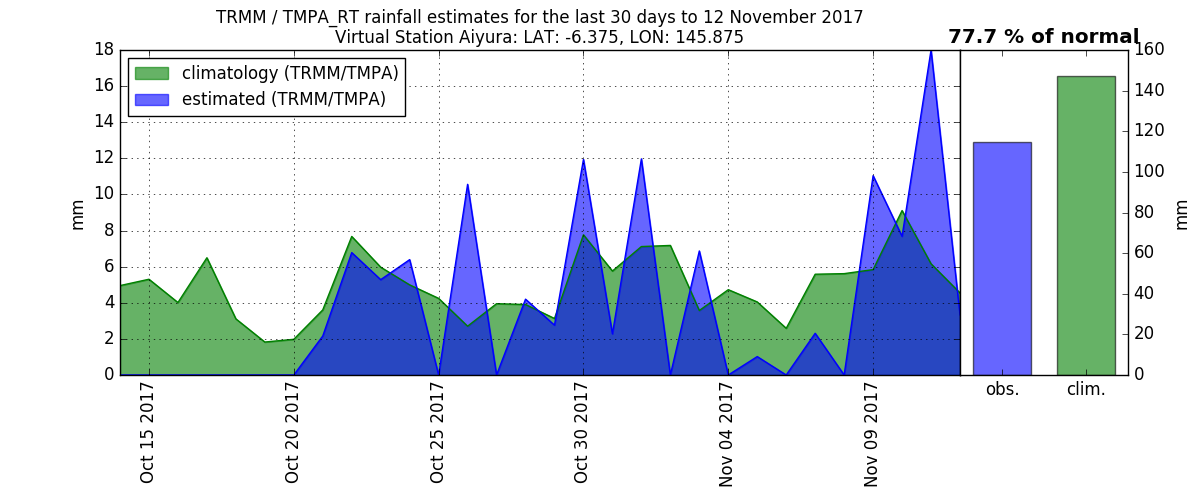 TRMM / TMPA_RT rainfall estimates for the last 30 days to 12 November 2017
Virtual Station Aiyura: LAT: -6.375, LON: 145.875
77.7 % of normal
climatology (TRMM/TMPA)
estimated (TRMM/TMPA)
18
16
14
12
10
8
6
4
2
0
mm
Oct 15 2017
Oct 20 2017
Oct 25 2017
Oct 30 2017
Nov 04 2017
Nov 09 2017
obs.
clim.
160
140
120
100
80
60
40
20
0
mm